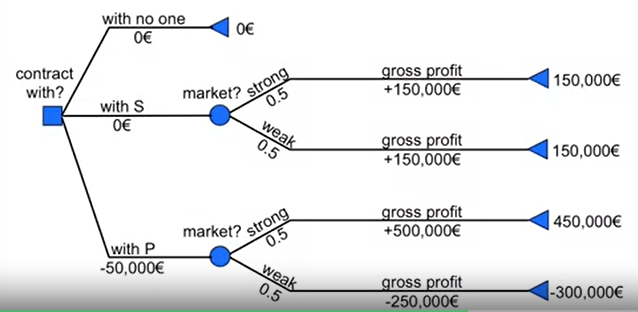 with no one
0€
0€
contract
with?
with S
0€
market?
strong
0.5
gross profit
+150,000€
150,000€
weak
0.5
gross profit
+150,000€
150,000€
with P
-50,000€
market?
strong
0.5
gross profit
+500,000€
450,000€
weak
0.5
gross profit
-250,000€
-300,000€